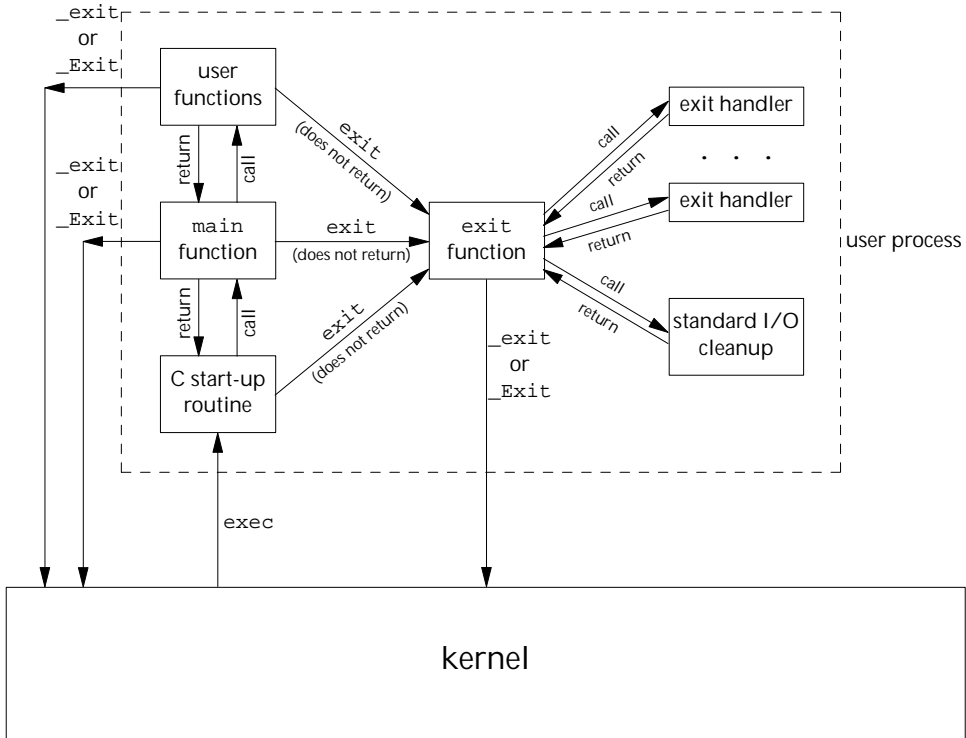 _exit
or
_Exit
user
functions
exit
(does not return)
call
return
exit handler
. . .
return
call
_exit
or
_Exit
main
function
exit
(does not return)
exit
function
call
return
exit handler
user process
return
call
exit
(does not return)
call
return
standard I/O
cleanup
C start-up
routine
_exit
or
_Exit
exec
kernel